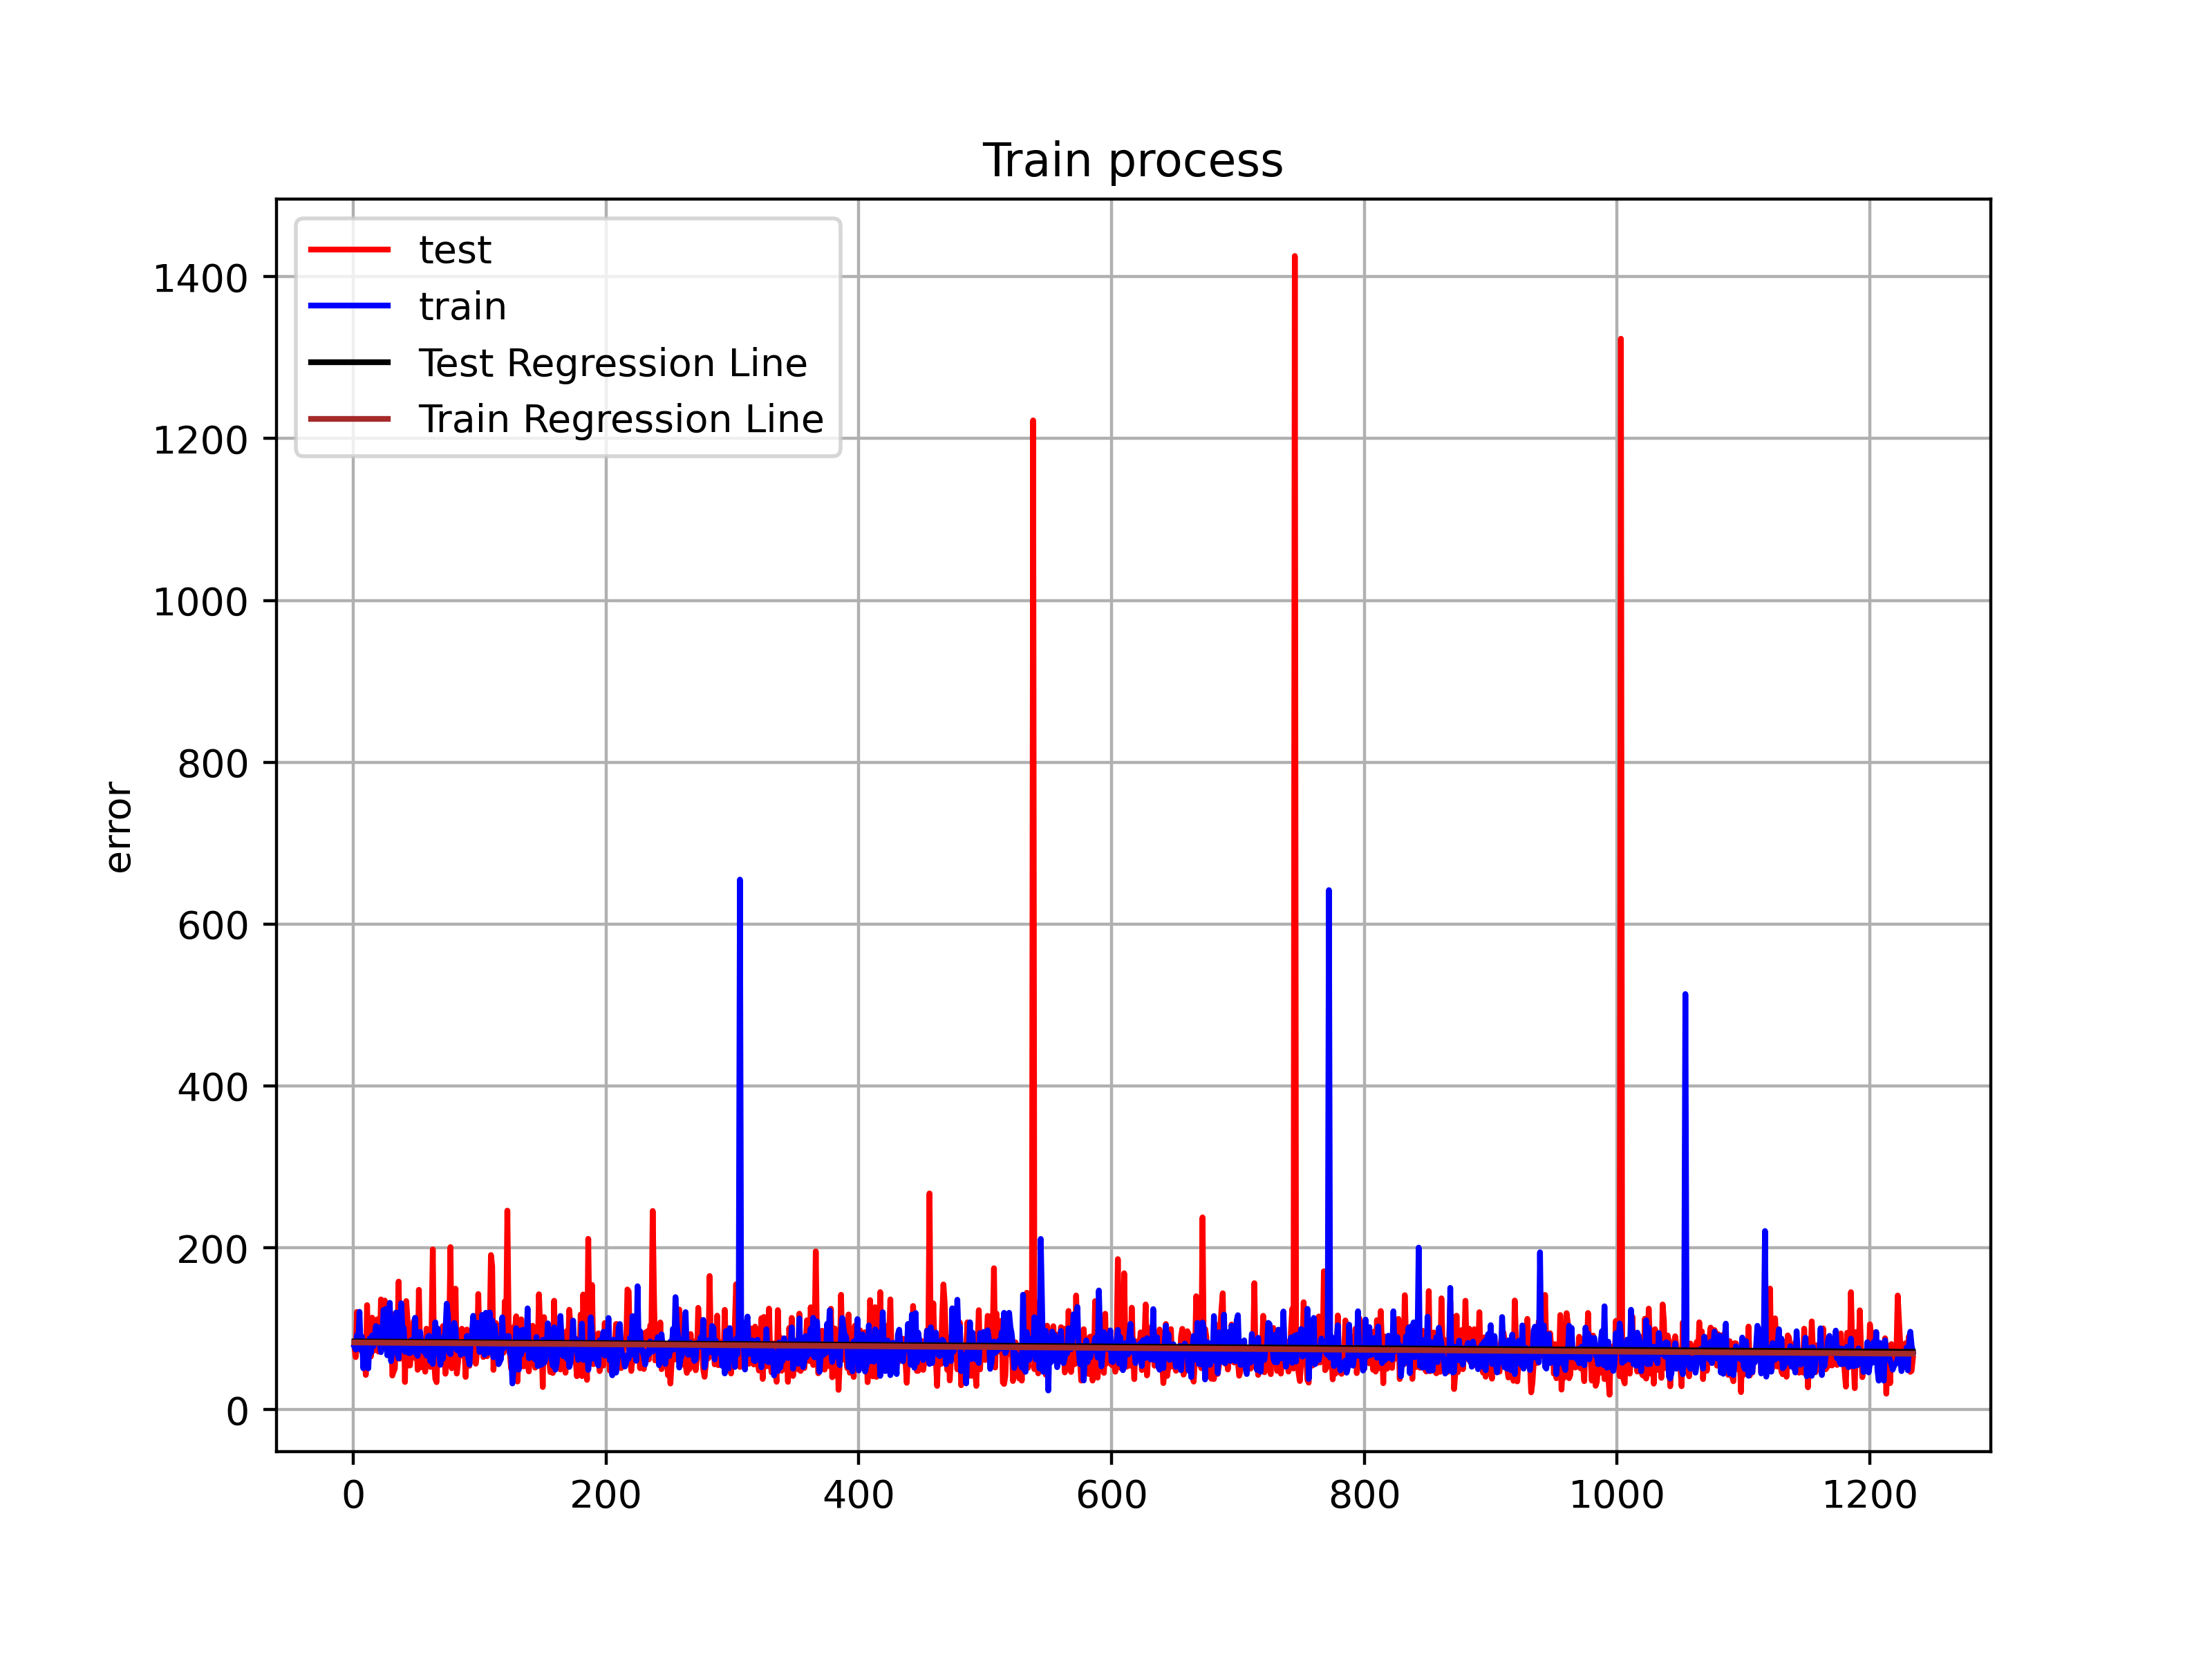 Train process
test
train
Test Regression Line
Train Regression Line
error
1400
1200
1000
800
600
400
200
0
0 200 400 600 800 1000 1200